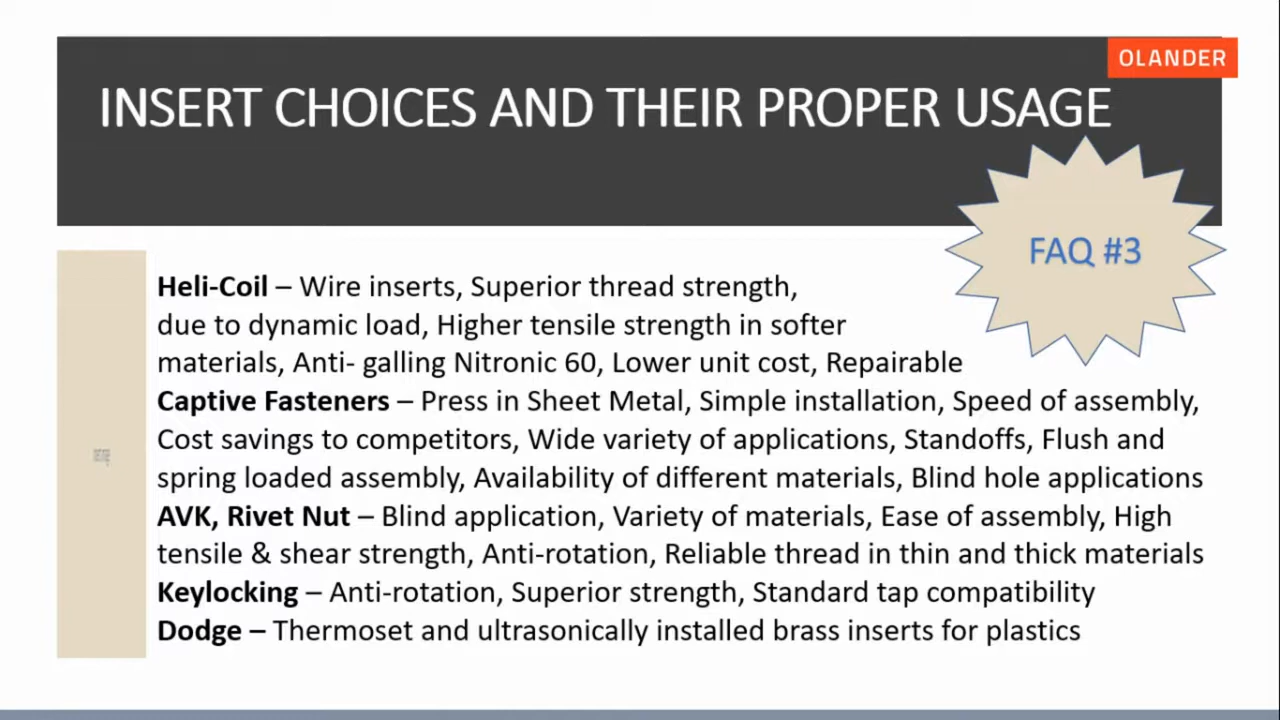 OLANDER
INSERT CHOICES AND THEIR PROPER USAGE
FAQ #3
Heli-Coil – Wire inserts, Superior thread strength,
due to dynamic load, Higher tensile strength in softer
materials, Anti- galling Nitronic 60, Lower unit cost, Repairable
Captive Fasteners – Press in Sheet Metal, Simple installation, Speed of assembly,
Cost savings to competitors, Wide variety of applications, Standoffs, Flush and
spring loaded assembly, Availability of different materials, Blind hole applications
AVK, Rivet Nut – Blind application, Variety of materials, Ease of assembly, High
tensile & shear strength, Anti-rotation, Reliable thread in thin and thick materials
Keylocking – Anti-rotation, Superior strength, Standard tap compatibility
Dodge – Thermoset and ultrasonically installed brass inserts for plastics